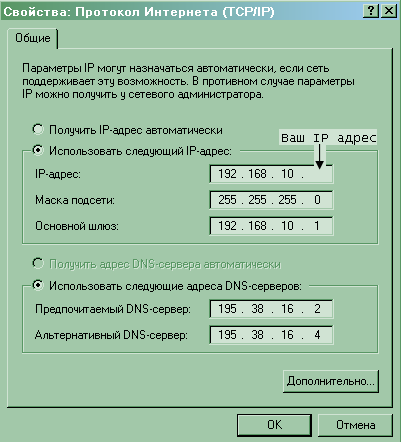 Свойства: Протокол Интернета (TCP/IP)
Общие
Параметры IP могут назначаться автоматически, если сеть
поддерживает эту возможность. В противном случае параметры
IP можно получить у сетевого администратора.
Получить IP-адрес автоматически
Ваш IP адрес
Использовать следующий IP-адрес:
IP-адрес: 192 . 168 . 10 .
Маска подсети: 255 . 255 . 255 . 0
Основной шлюз: 192 . 168 . 10 . 1
Получить адрес DNS-сервера автоматически
Использовать следующие адреса DNS-серверов:
Предпочитаемый DNS-сервер: 195 . 38 . 16 . 2
Альтернативный DNS-сервер: 195 . 38 . 16 . 4
Дополнительно...
OK Отмена